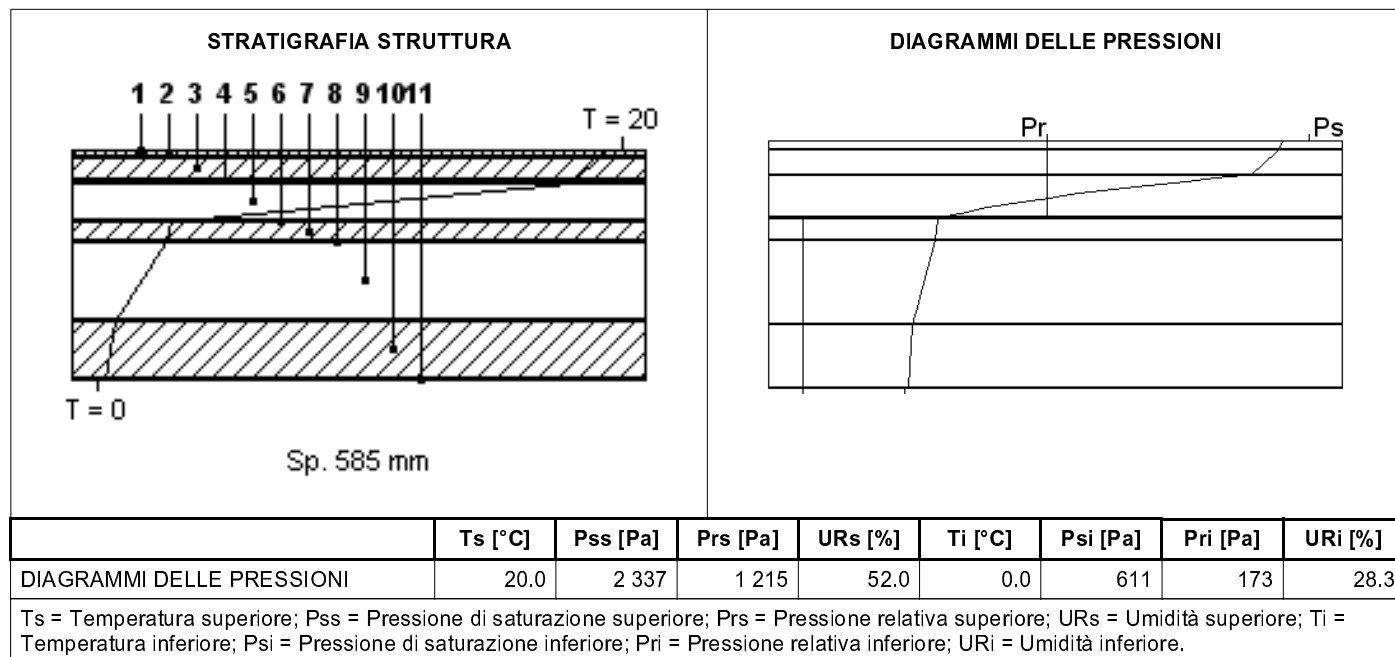 STRATIGRAFIA STRUTTURA
1 2 3 4 5 6 7 8 9 10 11
T = 20
T = 0
Sp. 585 mm
DIAGRAMMI DELLE PRESSIONI
Pr
Ps
Ts [°C] Pss [Pa] Prs [Pa] URs [%] Ti [°C] Psi [Pa] Pri [Pa] URi [%]
DIAGRAMMI DELLE PRESSIONI 20.0 2 337 1 215 52.0 0.0 611 173 28.3
Ts = Temperatura superiore; Pss = Pressione di saturazione superiore; Prs = Pressione relativa superiore; URs = Umidità superiore; Ti =
Temperatura inferiore; Psi = Pressione di saturazione inferiore; Pri = Pressione relativa inferiore; URi = Umidità inferiore.